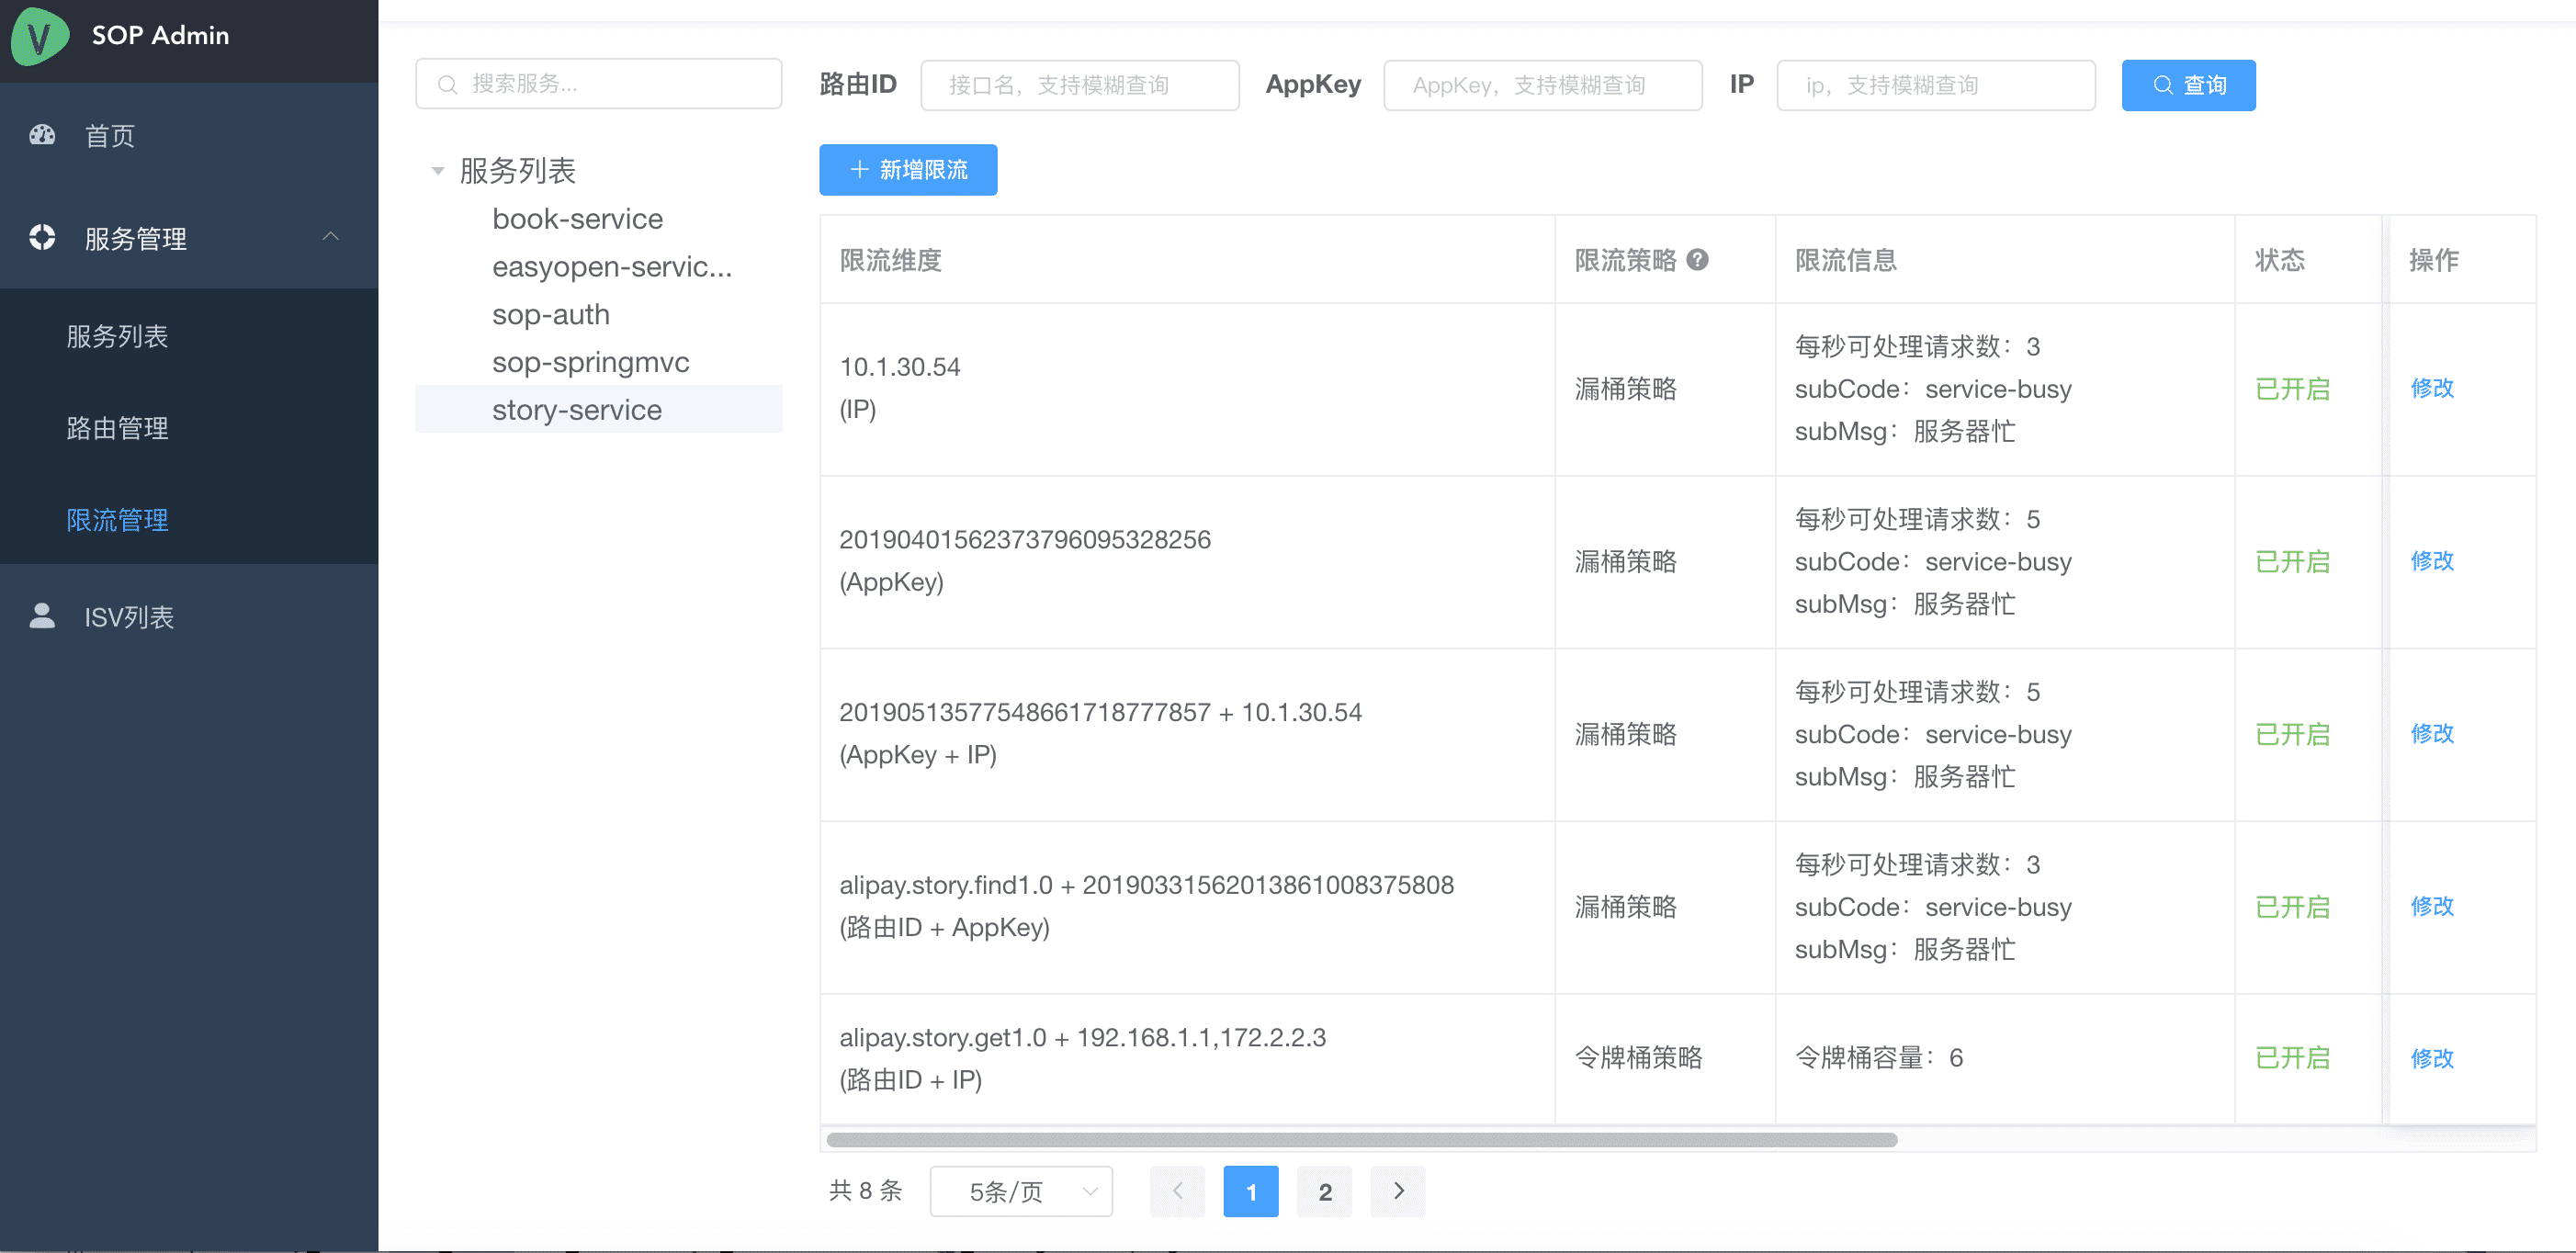 SOP Admin
首页
服务管理
服务列表
路由管理
限流管理
ISV列表
搜索服务...
服务列表
book-service
easyopen-servic...
sop-auth
sop-springmvc
story-service
路由ID 接口名，支持模糊查询 AppKey AppKey，支持模糊查询 IP ip，支持模糊查询 查询
新增限流
限流维度 限流策略 限流信息 状态 操作
10.1.30.54
(IP)
漏桶策略
每秒可处理请求数：3
subCode：service-busy
subMsg：服务器忙
已开启
修改
201904015623737960953​28256
(AppKey)
漏桶策略
每秒可处理请求数：5
subCode：service-busy
subMsg：服务器忙
已开启
修改
20190513577548661718777857 + 10.1.30.54
(AppKey + IP)
漏桶策略
每秒可处理请求数：5
subCode：service-busy
subMsg：服务器忙
已开启
修改
alipay.story.find1.0 + 20190331562013861008375808
(路由ID + AppKey)
漏桶策略
每秒可处理请求数：3
subCode：service-busy
subMsg：服务器忙
已开启
修改
alipay.story.get1.0 + 192.168.1.1,172.2.2.3
(路由ID + IP)
令牌桶策略
令牌桶容量：6
已开启
修改
共 8 条 5条/页 1 2